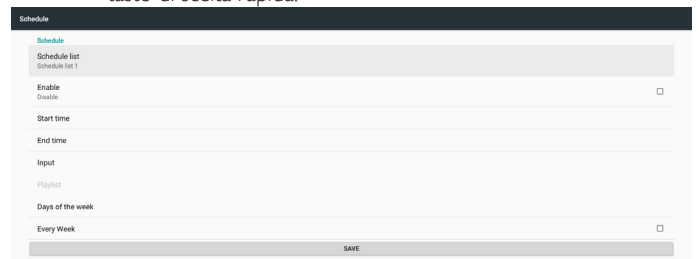 Schedule
Schedule
Schedule list
Schedule list 1
Enable
Disable
Start time
End time
Input
Playlist
Days of the week
Every Week
SAVE